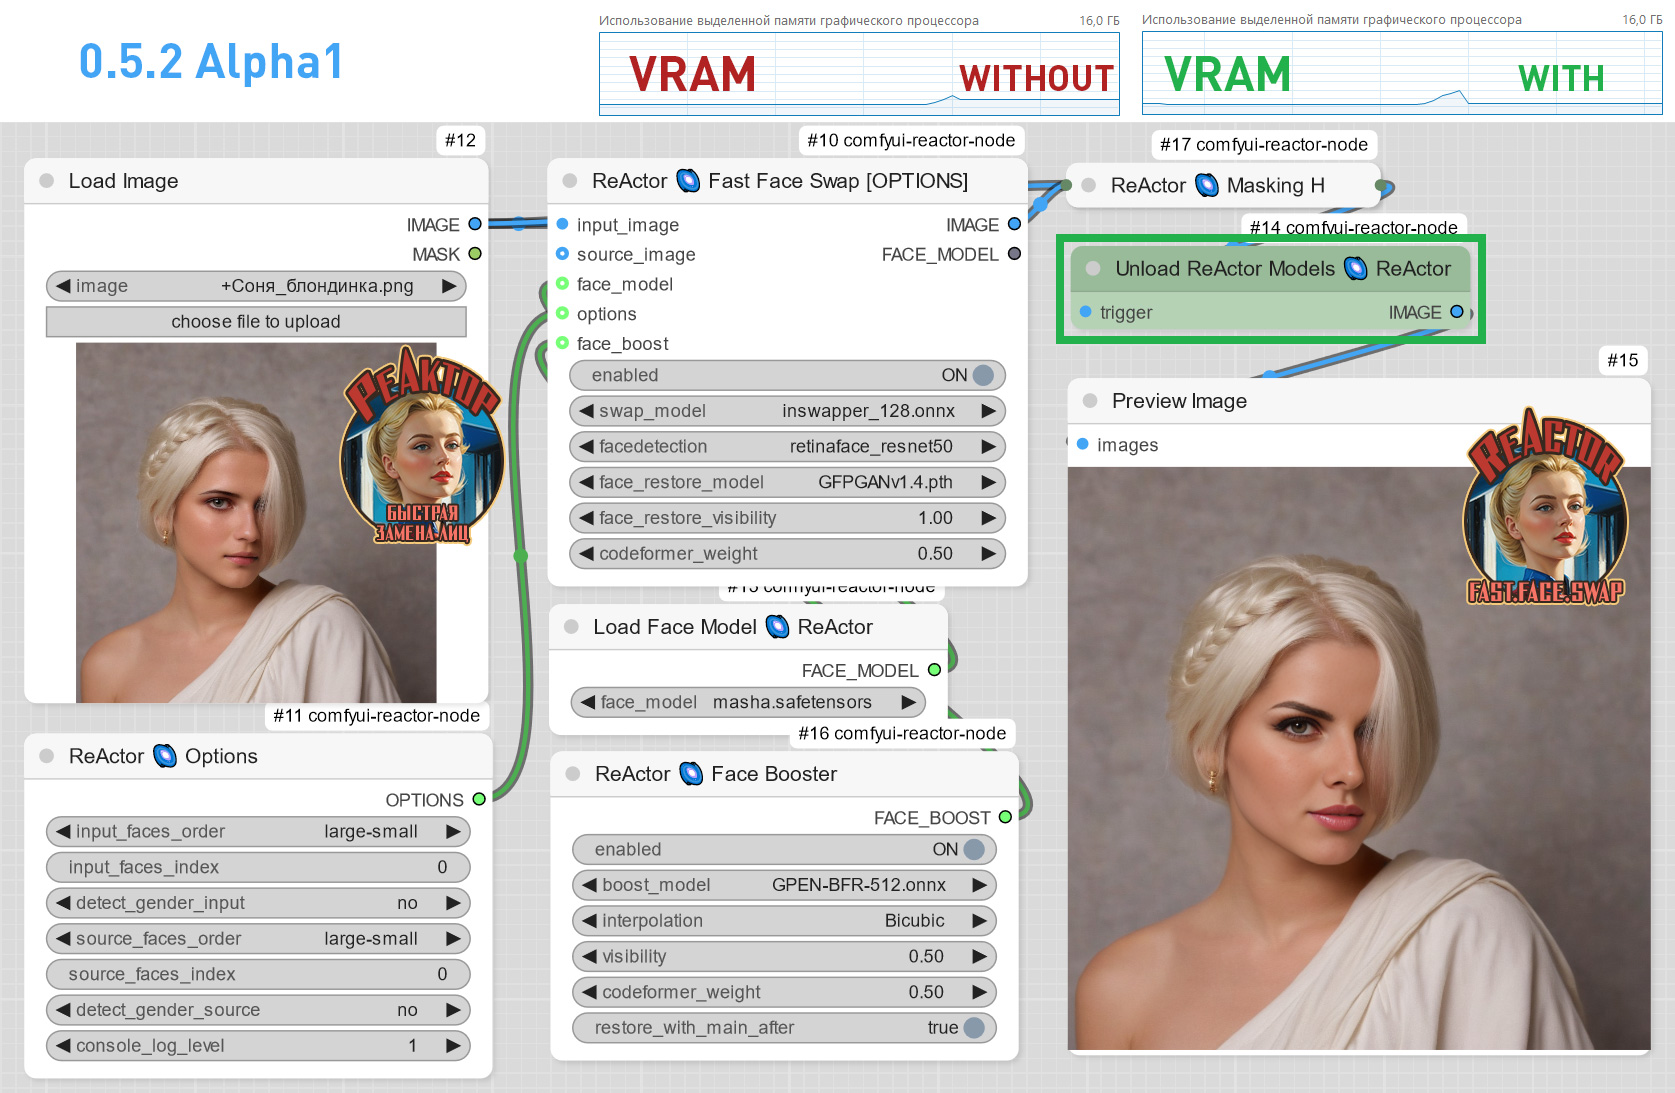 0.5.2 Alpha1
Использование выделенной памяти графического процессора 16,0 ГБ
VRAM WITHOUT
Использование выделенной памяти графического процессора 16,0 ГБ
VRAM WITH
#12
Load Image
IMAGE
MASK
image +Соня_блондинка.png
choose file to upload
РЕАКТОР
БЫСТРАЯ
ЗАМЕНА ЛИЦ
#11 comfyui-reactor-node
ReActor Options
OPTIONS
input_faces_order large-small
input_faces_index 0
detect_gender_input no
source_faces_order large-small
source_faces_index 0
detect_gender_source no
console_log_level 1
#10 comfyui-reactor-node
ReActor Fast Face Swap [OPTIONS]
input_image IMAGE
source_image FACE_MODEL
face_model
options
face_boost
enabled ON
swap_model inswapper_128.onnx
facedetection retinaface_resnet50
face_restore_model GFPGANv1.4.pth
face_restore_visibility 1.00
codeformer_weight 0.50
comfyui-reactor-node
Load Face Model ReActor
FACE_MODEL
face_model masha.safetensors
#16 comfyui-reactor-node
ReActor Face Booster
FACE_BOOST
enabled ON
boost_model GPEN-BFR-512.onnx
interpolation Bicubic
visibility 0.50
codeformer_weight 0.50
restore_with_main_after true
#17 comfyui-reactor-node
ReActor Masking H
#14 comfyui-reactor-node
Unload ReActor Models ReActor
trigger IMAGE
#15
Preview Image
images
REACTOR
FAST.FACE.SWAP